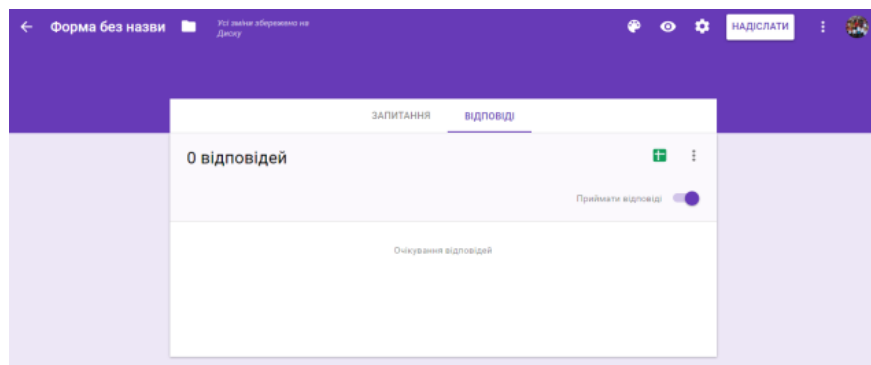 Форма без назви
Усі зміни збережено на
Диску
НАДІСЛАТИ
ЗАПИТАННЯ
ВІДПОВІДІ
0 відповідей
Приймати відповіді
Очікування відповідей